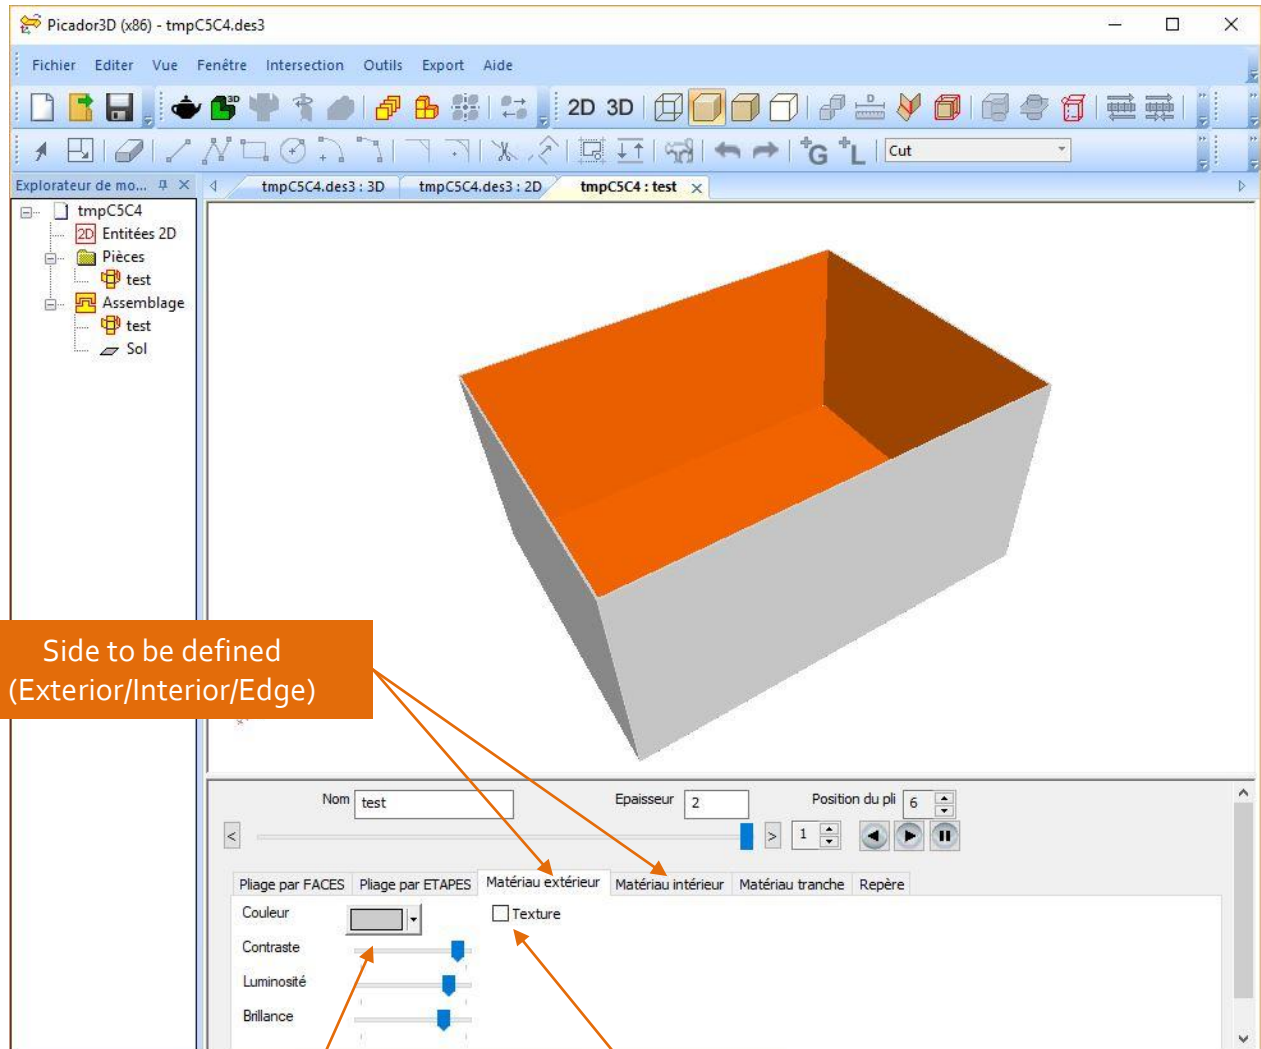 Picador3D (x86) - tmpC5C4.des3
Fichier Editer Vue Fenêtre Intersection Outils Export Aide
3D 2D 3D D
G L Cut
Explorateur de mo... tmpC5C4.des3 : 3D tmpC5C4.des3 : 2D tmpC5C4 : test
tmpC5C4
2D Entitées 2D
Pièces
test
Assemblage
test
Sol
Side to be defined
(Exterior/Interior/Edge)
Nom test Epaisseur 2 Position du pli 6
< > 1
Pliage par FACES Pliage par ETAPES Matériau extérieur Matériau intérieur Matériau tranche Repère
Couleur Texture
Contraste
Luminosité
Brillance